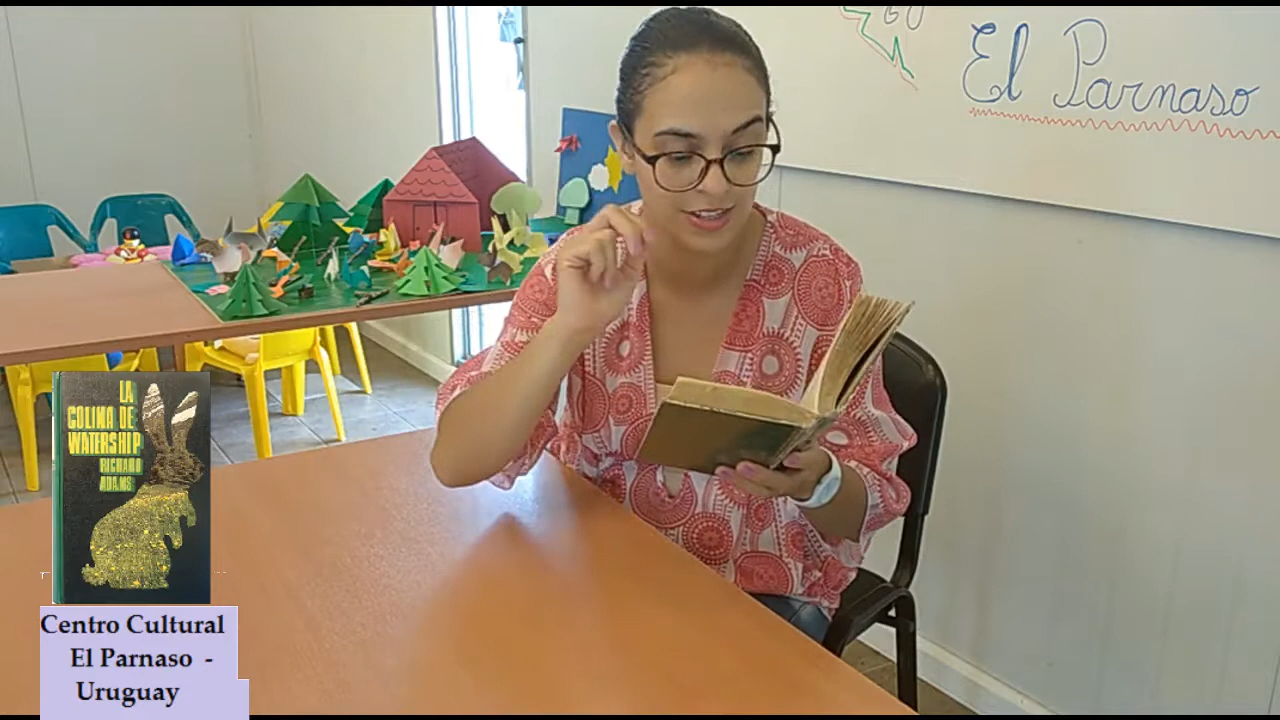 El Parnaso
LA
COLINA DE
WATERSHIP
RICHARD
ADAMS
Centro Cultural
El Parnaso -
Uruguay